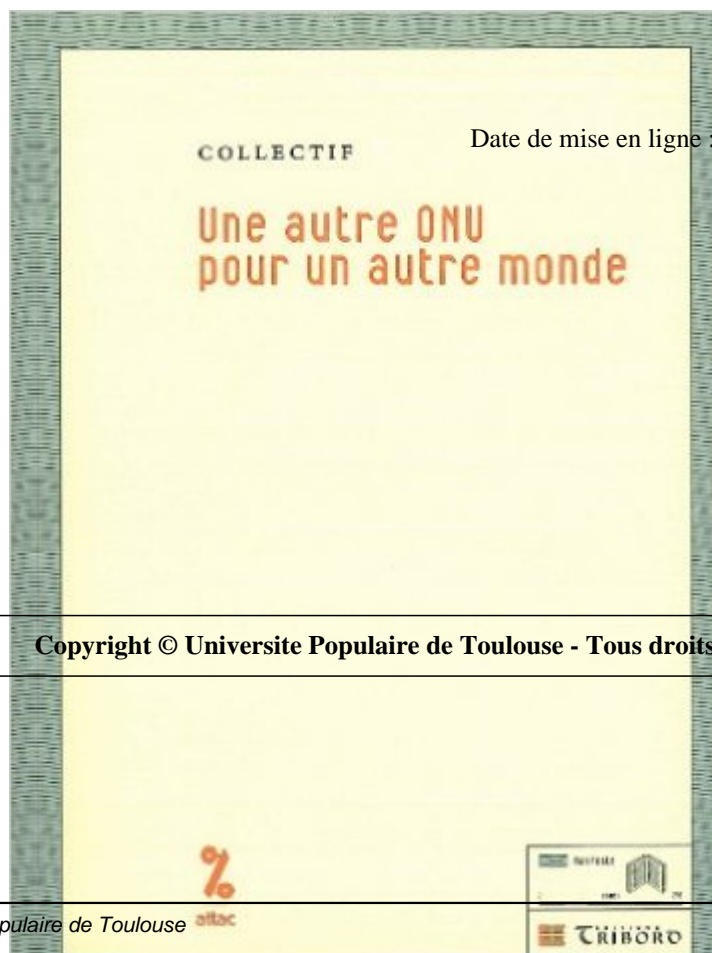 COLLECTIF
Date de mise en ligne :
Une autre ONU
pour un autre monde
Copyright © Universite Populaire de Toulouse - Tous droits
attac
pulaire de Toulouse
EDITIONS
TRIBORD